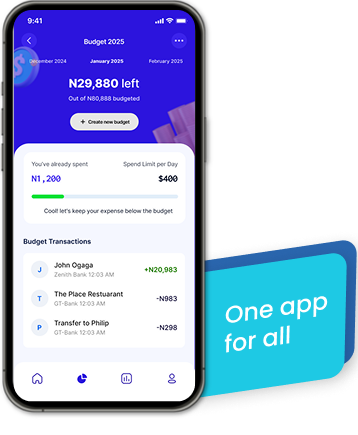 9:41
Budget 2025
December 2024 January 2025 February 2025
N29,880 left
Out of N80,888 budgeted
+ Create new budget
You've already spent Spend Limit per Day
N1,200 $400
Cool! let's keep your expense below the budget
Budget Transactions
J John Ogaga +N20,983
Zenith Bank 12:03 AM
T The Place Restuarant -N983
GT-Bank 12:03 AM
P Transfer to Philip -N298
GT-Bank 12:03 AM
One app
for all